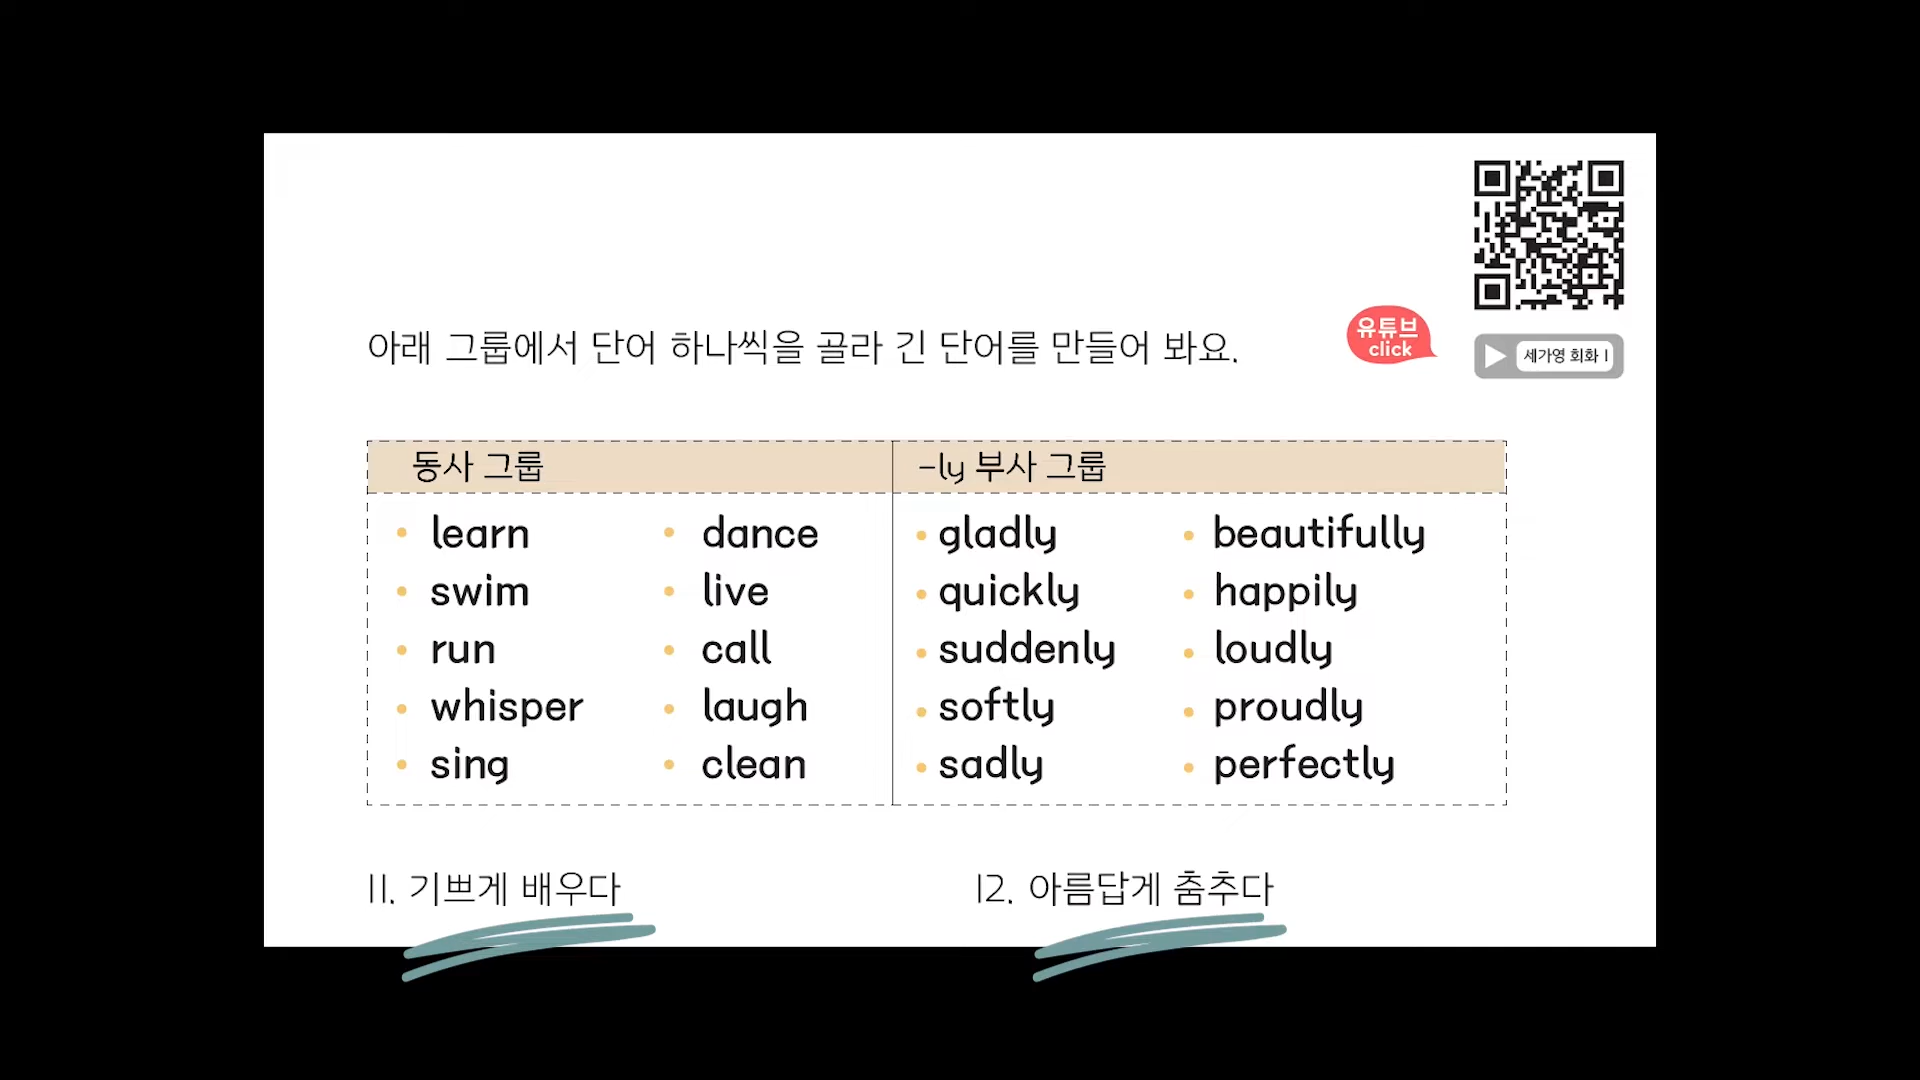 아래 그룹에서 단어 하나씩을 골라 긴 단어를 만들어 봐요.
유튜브
click
세가영 회화 1
동사 그룹
-ly 부사 그룹
learn
dance
gladly
beautifully
swim
live
quickly
happily
run
call
suddenly
loudly
whisper
laugh
softly
proudly
sing
clean
sadly
perfectly
11. 기쁘게 배우다
12. 아름답게 춤추다